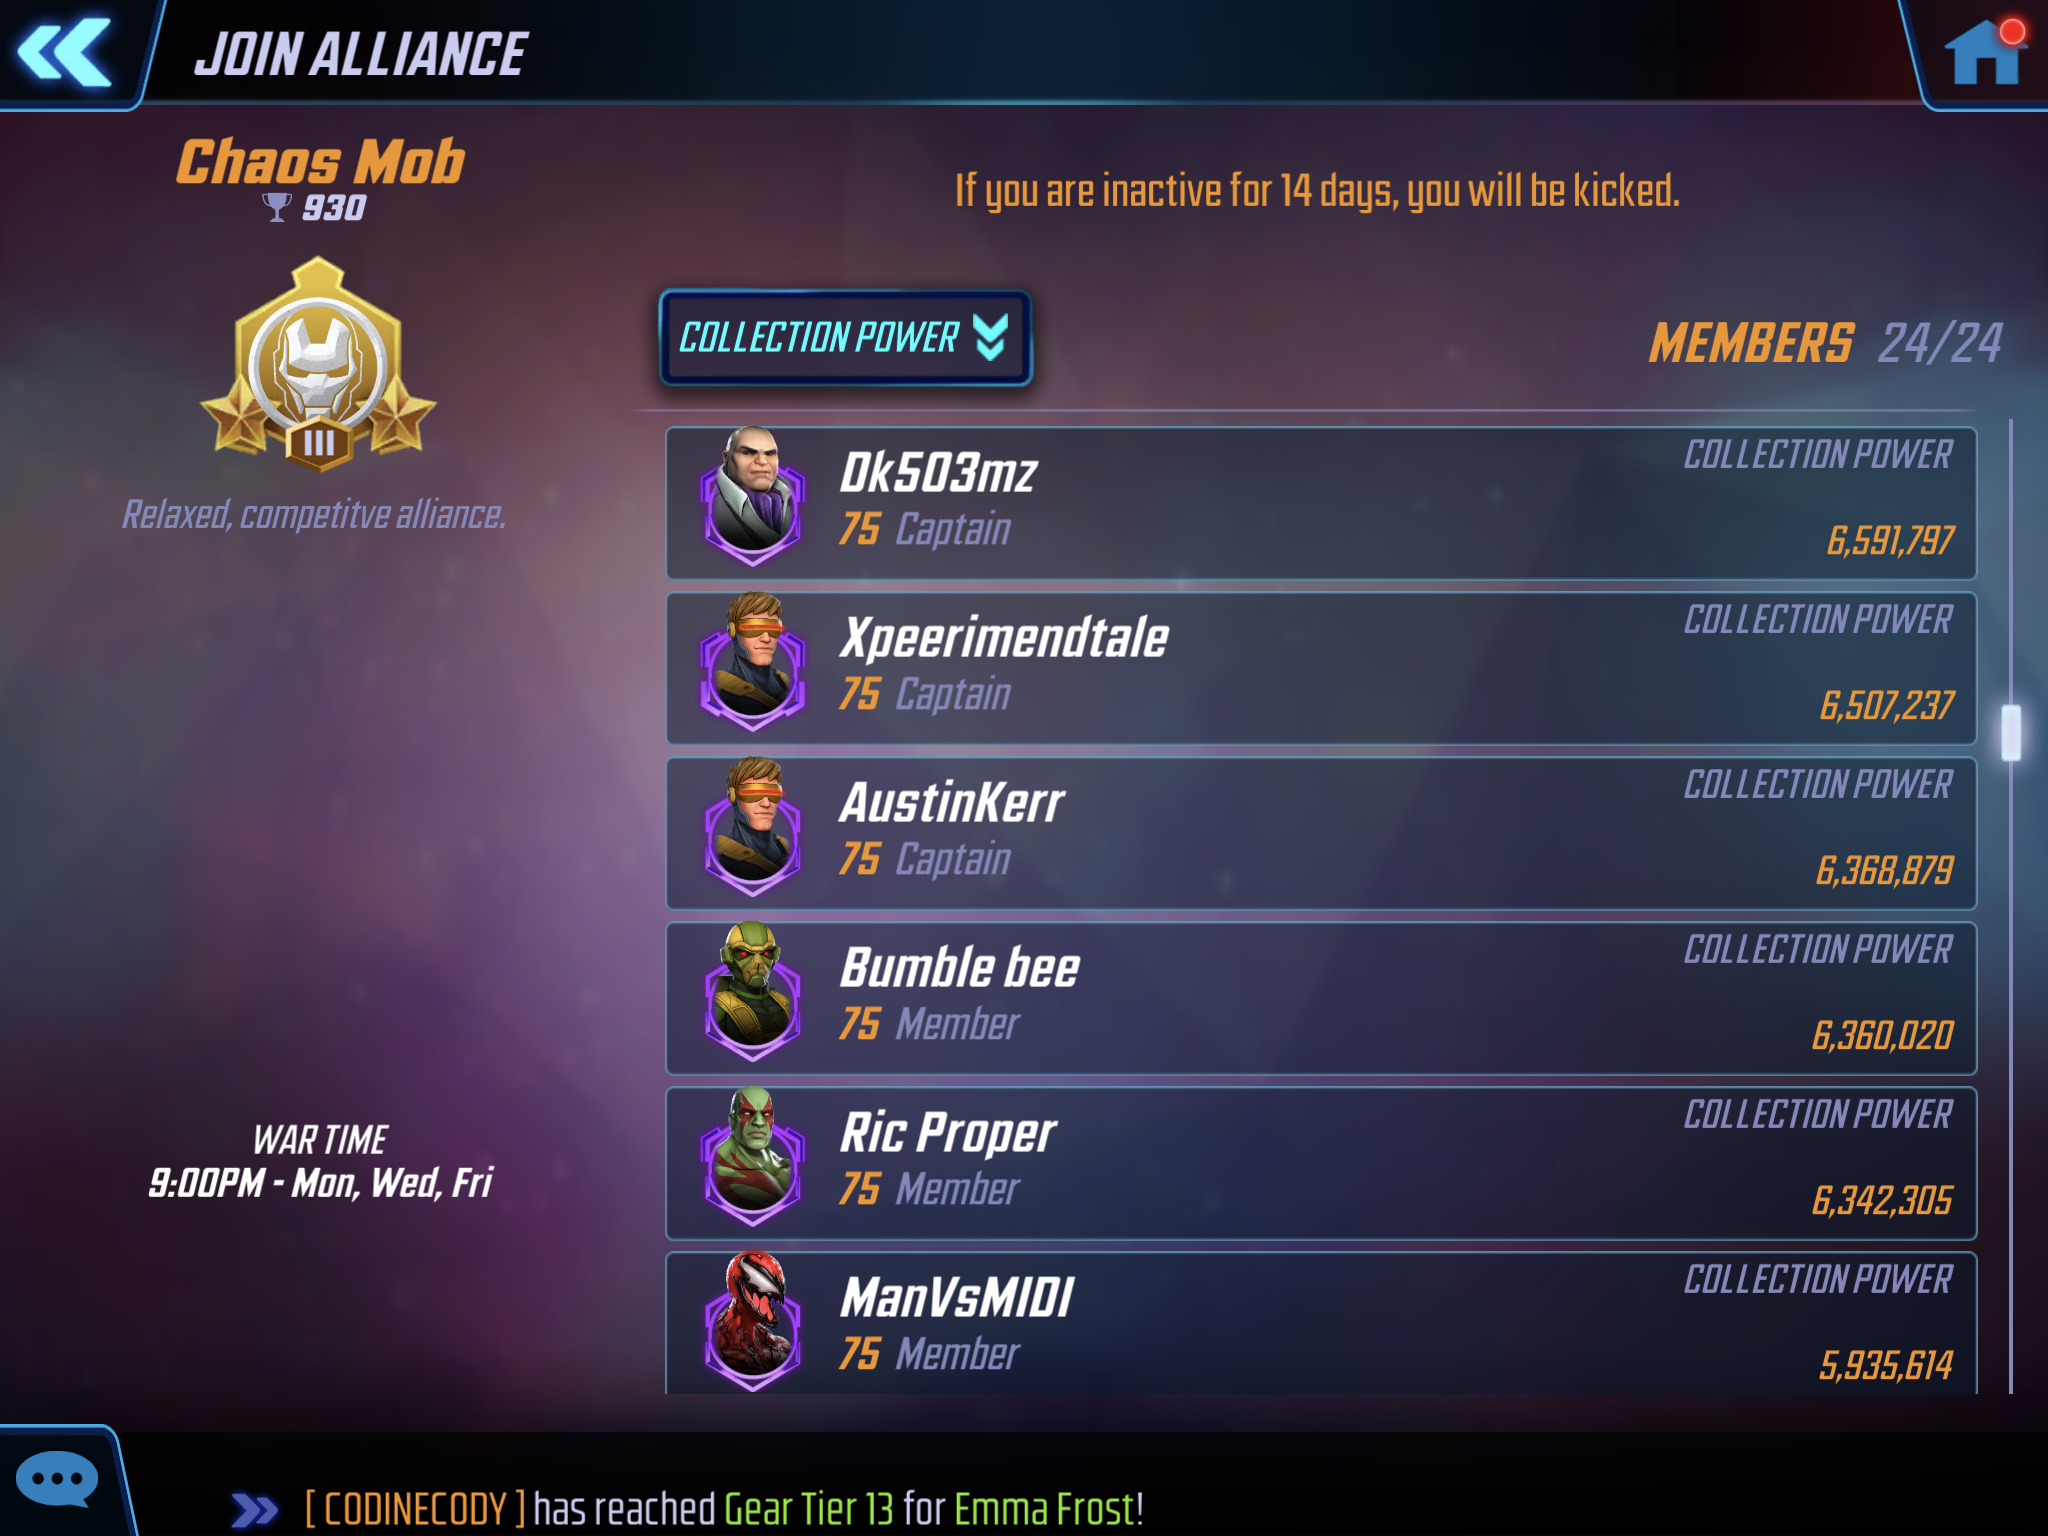 JOIN ALLIANCE
Chaos Mob
930
III
Relaxed, competitve alliance.
WAR TIME
9:00PM - Mon, Wed, Fri
If you are inactive for 14 days, you will be kicked.
COLLECTION POWER
MEMBERS 24/24
Dk503mz
75 Captain
COLLECTION POWER
6,591,797
Xpeerimendtale
75 Captain
COLLECTION POWER
6,507,237
AustinKerr
75 Captain
COLLECTION POWER
6,368,879
Bumble bee
75 Member
COLLECTION POWER
6,360,020
Ric Proper
75 Member
COLLECTION POWER
6,342,305
ManVsMIDI
75 Member
COLLECTION POWER
5,935,614
[ CODINECODY ] has reached Gear Tier 13 for Emma Frost!